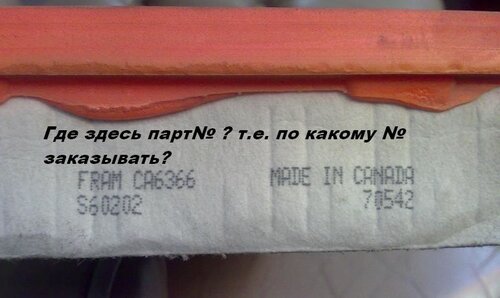 Где здесь парт№ ? т.е. по какому №
заказывать?
FRAM CA6366 MADE IN CANADA
S60202 70542